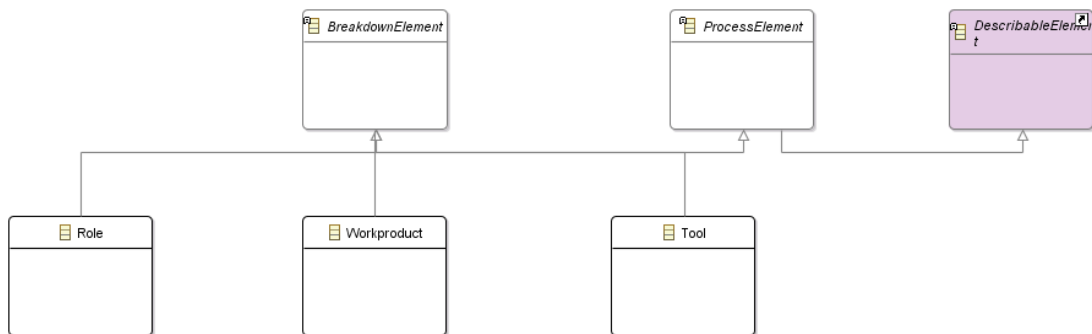 BreakdownElement
ProcessElement
DescribableElemen
t
Role
Workproduct
Tool